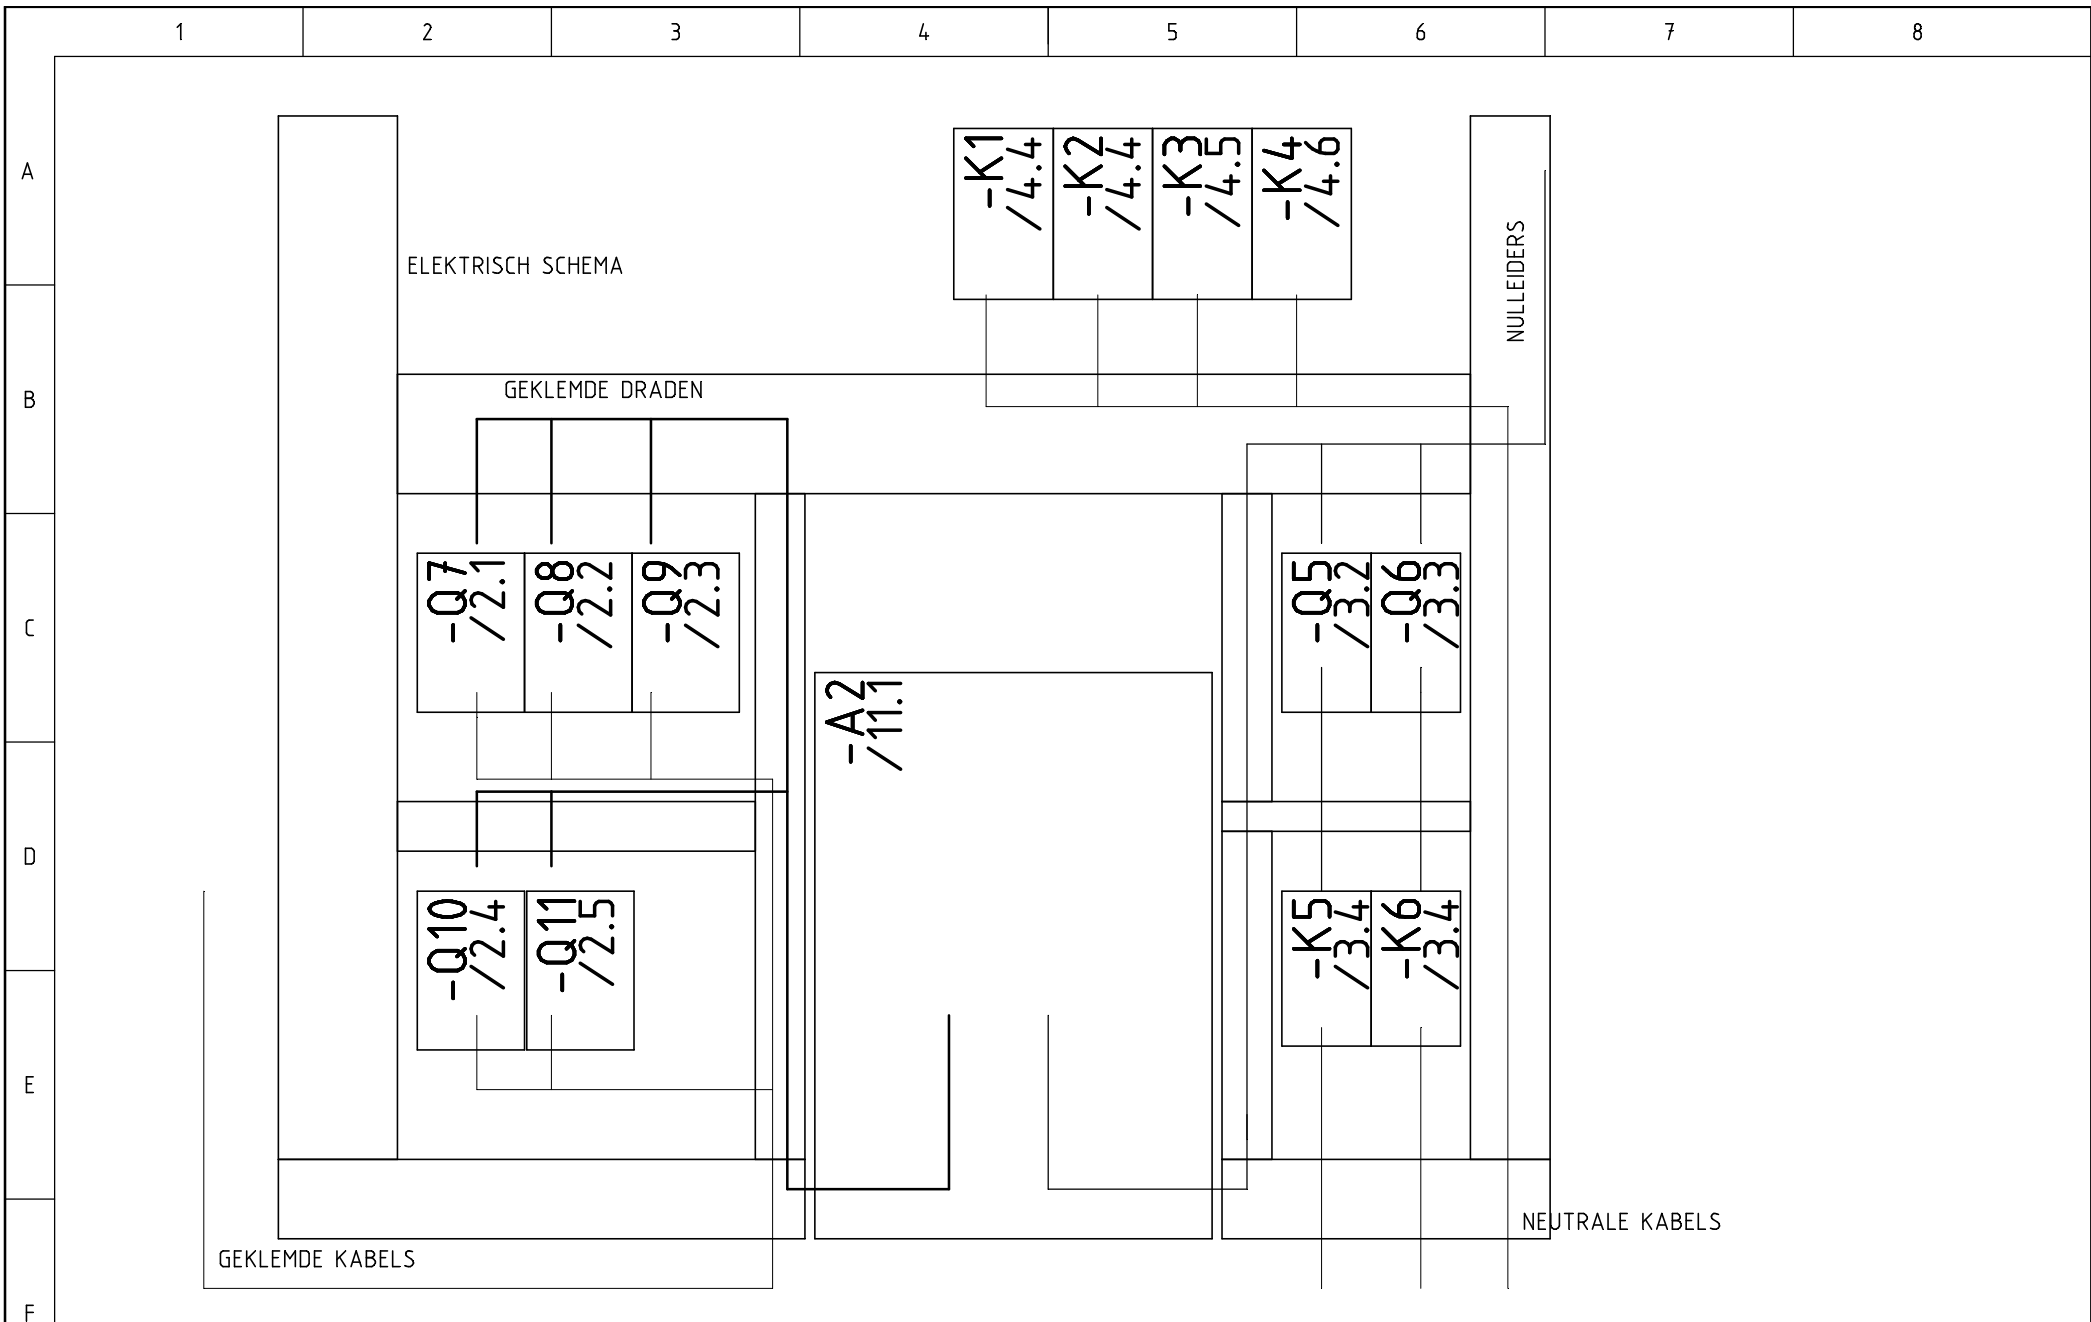 1 2 3 4 5 6 7 8
A
B
C
D
E
F
-K1
/4.4
-K2
/4.4
-K3
/4.5
-K4
/4.6
ELEKTRISCH SCHEMA
NULLEIDERS
GEKLEMDE DRADEN
-Q7
/2.1
-Q8
/2.2
-Q9
/2.3
-Q5
/3.2
-Q6
/3.3
-A2
/11.1
-Q10
/2.4
-Q11
/2.5
-K5
/3.4
-K6
/3.4
NEUTRALE KABELS
GEKLEMDE KABELS